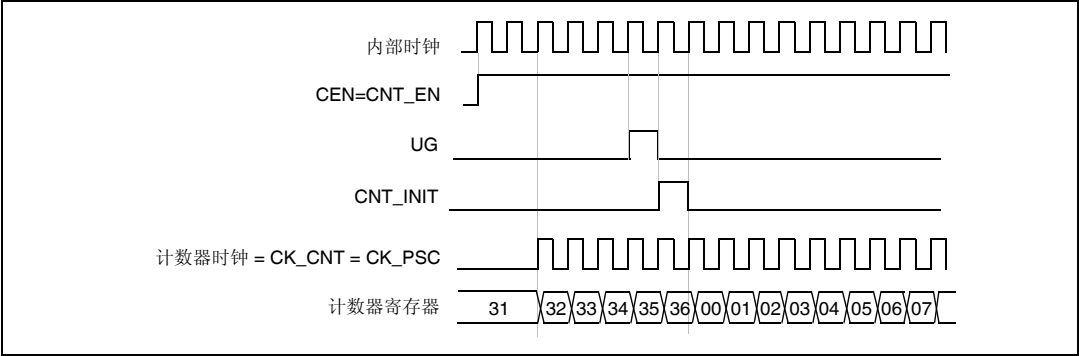 内部时钟
CEN=CNT_EN
UG
CNT_INIT
计数器时钟 = CK_CNT = CK_PSC
计数器寄存器 31 32 33 34 35 36 00 01 02 03 04 05 06 07